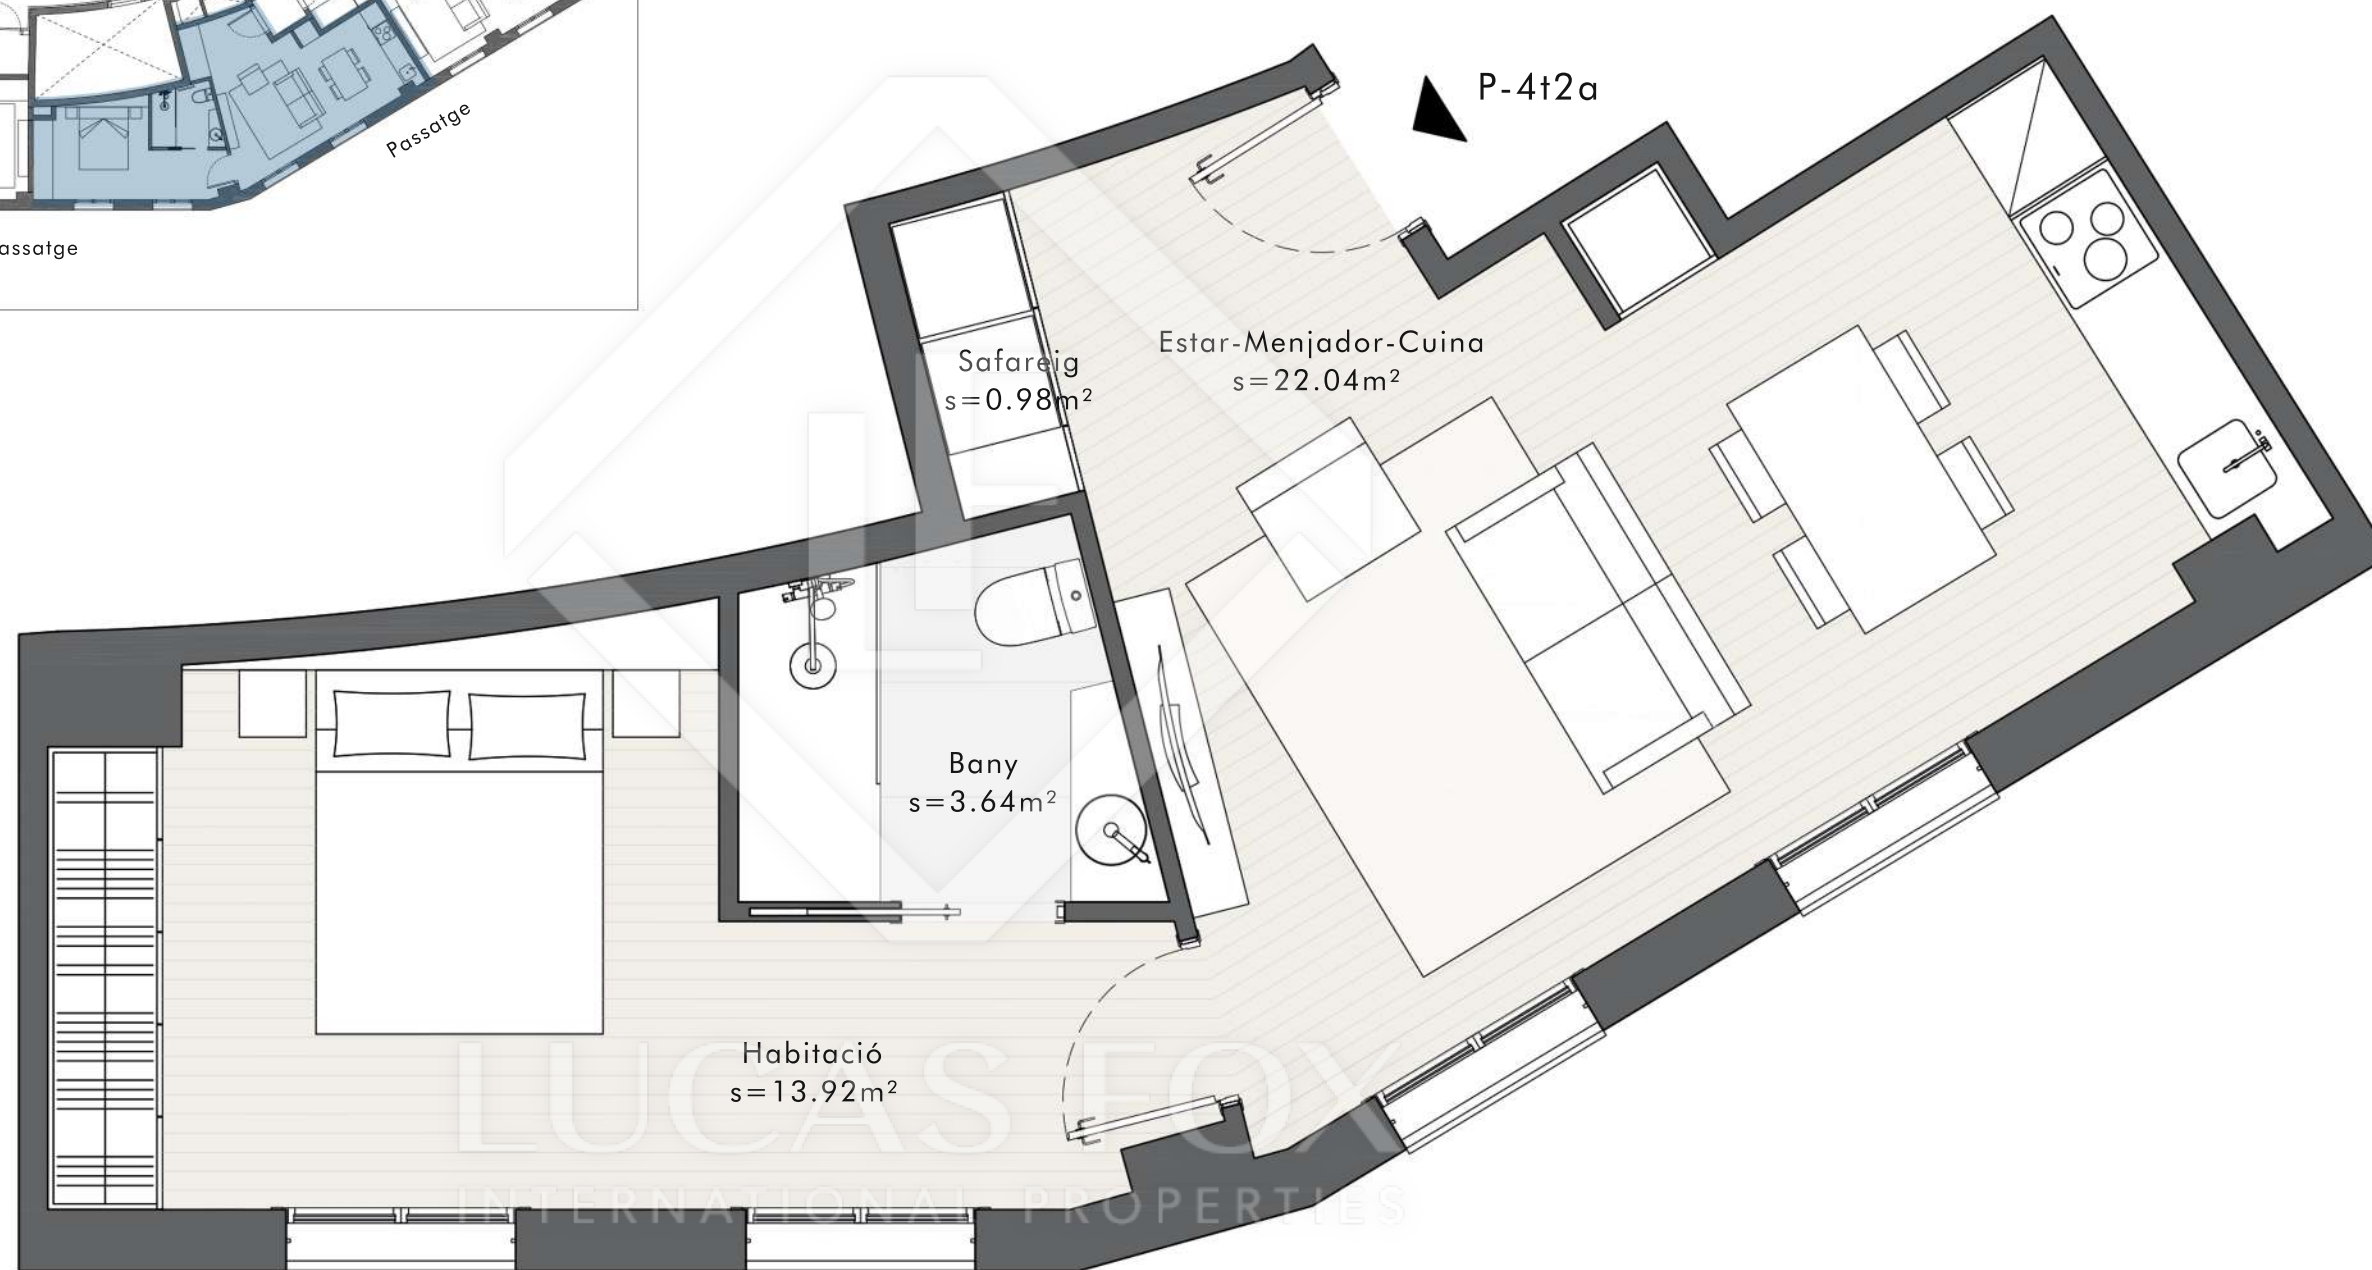 Passatge
assatge
P-4t2a
Estar-Menjador-Cuina
s=22.04m²
Safareig
s=0.98m²
Bany
s=3.64m²
Habitació
s=13.92m²
LUCAS FOX
INTERNATIONAL PROPERTIES